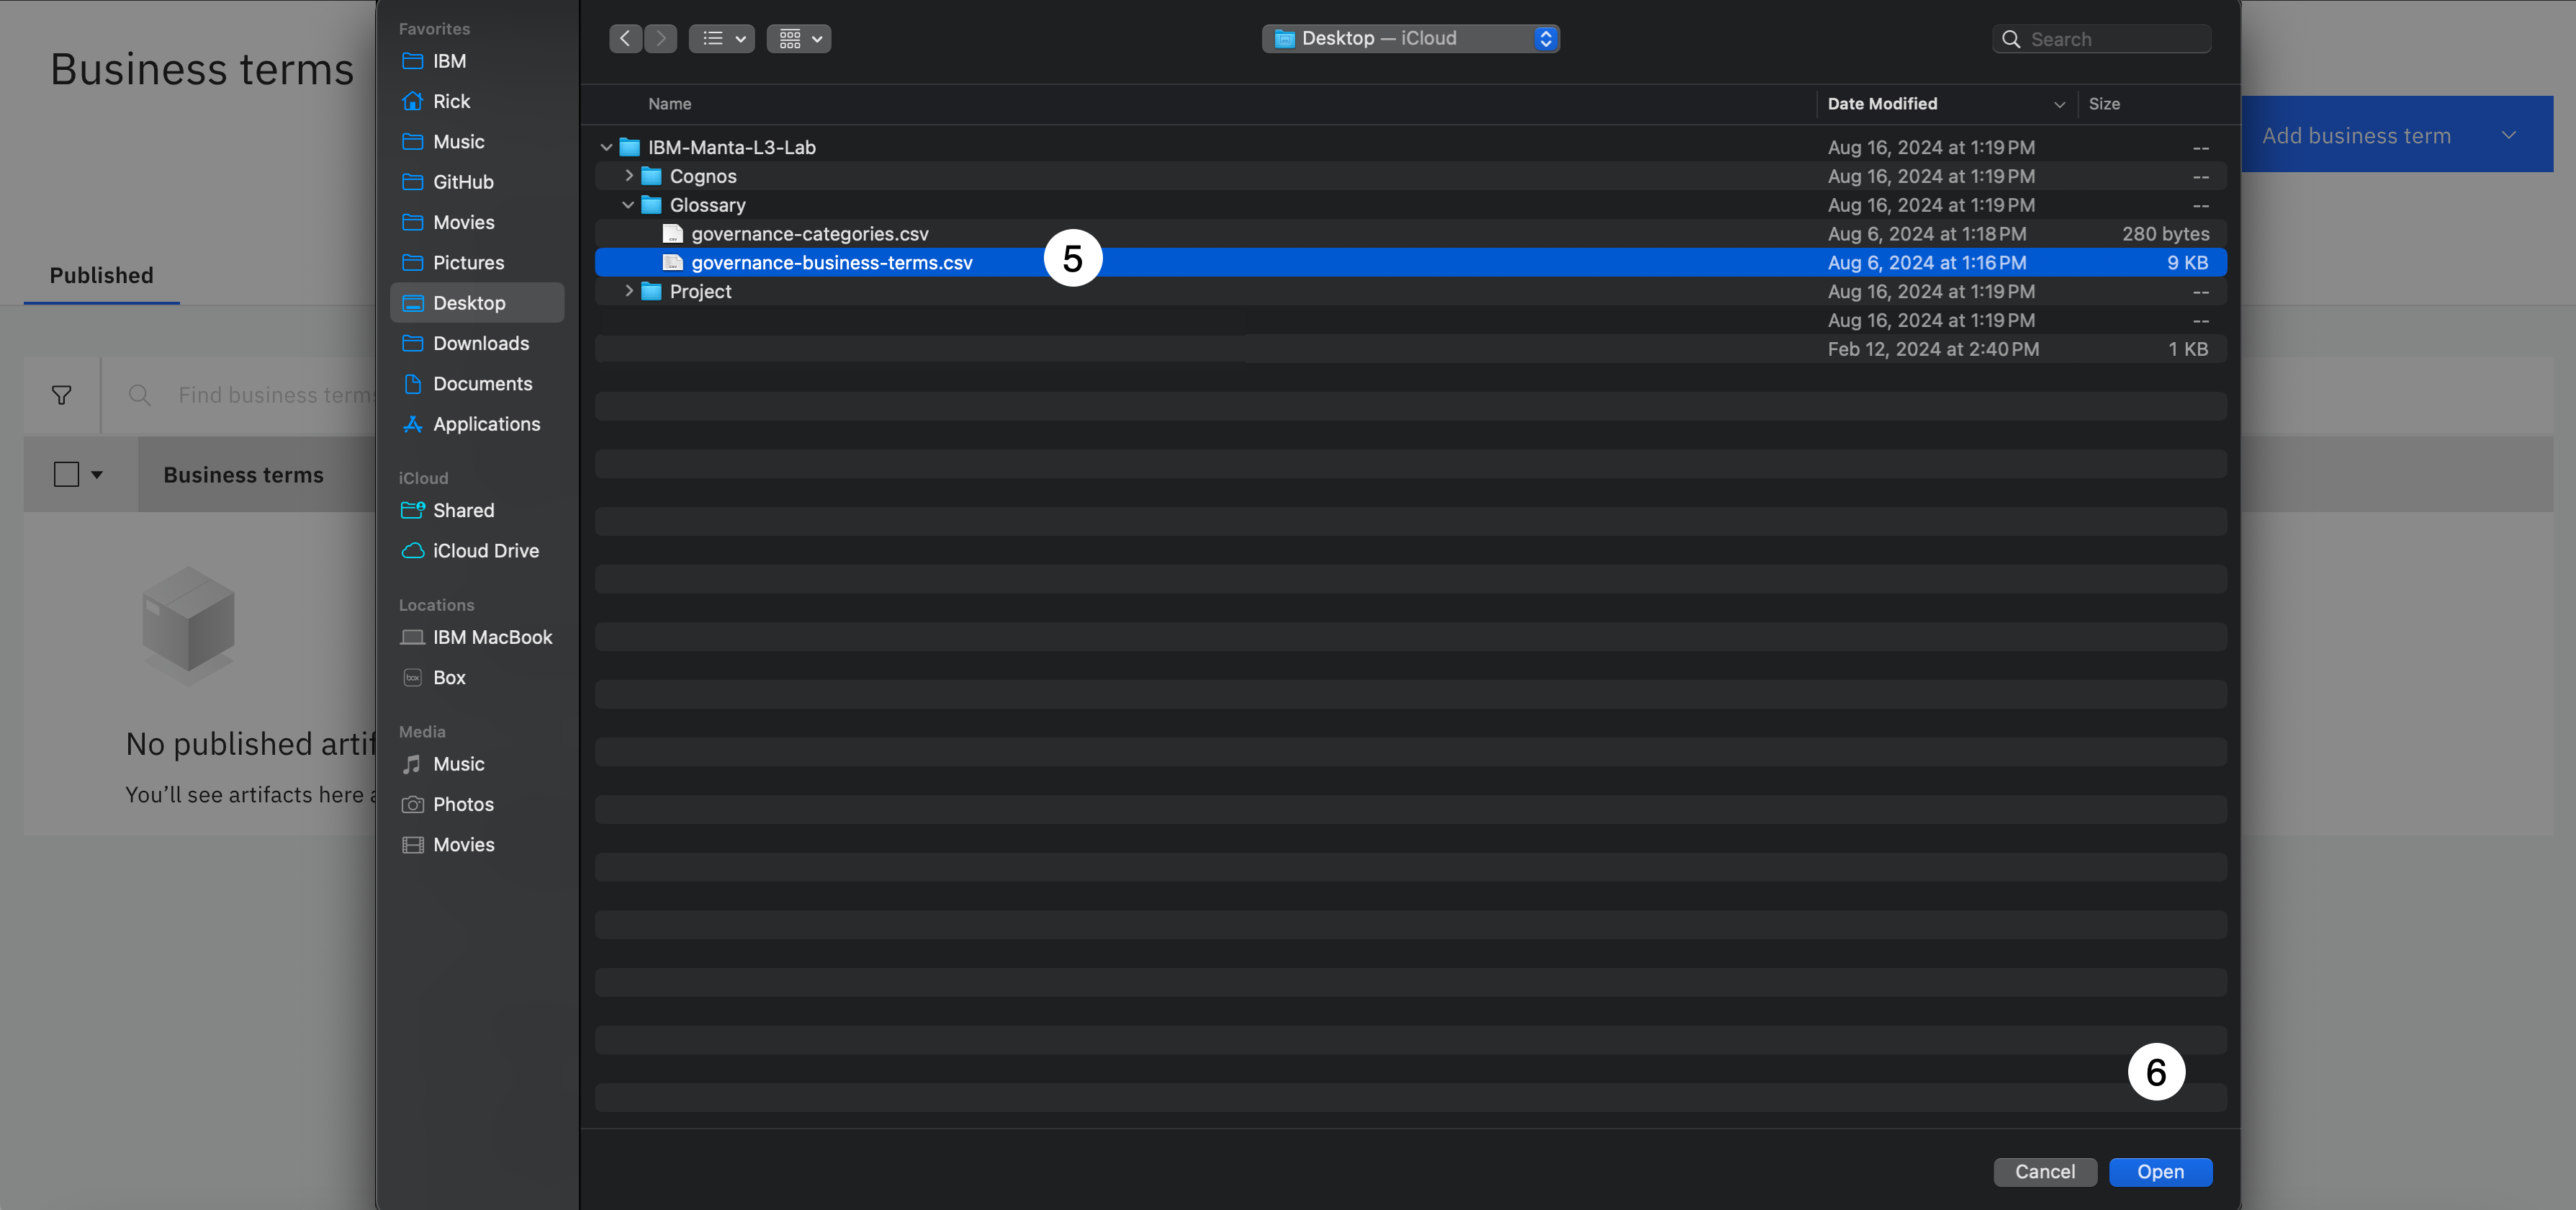 Business terms
Published
Find business terms
Business terms
No published artif
You'll see artifacts here a
Favorites
IBM
Rick
Music
GitHub
Movies
Pictures
Desktop
Downloads
Documents
Applications
iCloud
Shared
iCloud Drive
Locations
IBM MacBook
box Box
Media
Music
Photos
Movies
Desktop — iCloud
Search
Name Date Modified Size
IBM-Manta-L3-Lab Aug 16, 2024 at 1:19 PM --
Cognos Aug 16, 2024 at 1:19 PM --
Glossary Aug 16, 2024 at 1:19 PM --
governance-categories.csv Aug 6, 2024 at 1:18 PM 280 bytes
governance-business-terms.csv 5 Aug 6, 2024 at 1:16 PM 9 KB
Project Aug 16, 2024 at 1:19 PM --
Aug 16, 2024 at 1:19 PM --
Feb 12, 2024 at 2:40 PM 1 KB
6
Cancel Open
Add business term